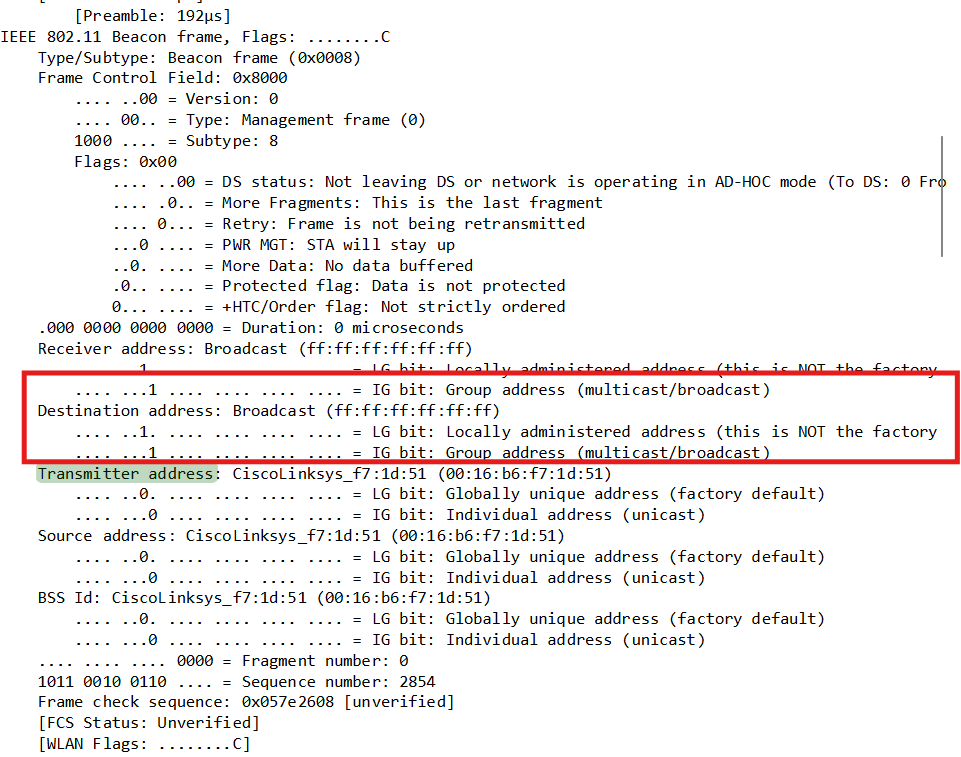 [Preamble: 192μs]
IEEE 802.11 Beacon frame, Flags: ........C
Type/Subtype: Beacon frame (0x0008)
Frame Control Field: 0x8000
.... ..00 = Version: 0
.... 00.. = Type: Management frame (0)
1000 .... = Subtype: 8
Flags: 0x00
.... ..00 = DS status: Not leaving DS or network is operating in AD-HOC mode (To DS: 0 Fro
.... .0.. = More Fragments: This is the last fragment
.... 0... = Retry: Frame is not being retransmitted
...0 .... = PWR MGT: STA will stay up
..0. .... = More Data: No data buffered
.0.. .... = Protected flag: Data is not protected
0... .... = +HTC/Order flag: Not strictly ordered
.000 0000 0000 0000 = Duration: 0 microseconds
Receiver address: Broadcast (ff:ff:ff:ff:ff:ff)
.... ..1. .... .... .... .... = LG bit: Locally administered address (this is NOT the factory
.... ...1 .... .... .... .... = IG bit: Group address (multicast/broadcast)
Destination address: Broadcast (ff:ff:ff:ff:ff:ff)
.... ..1. .... .... .... .... = LG bit: Locally administered address (this is NOT the factory
.... ...1 .... .... .... .... = IG bit: Group address (multicast/broadcast)
Transmitter address: CiscoLinksys_f7:1d:51 (00:16:b6:f7:1d:51)
.... ..0. .... .... .... .... = LG bit: Globally unique address (factory default)
.... ...0 .... .... .... .... = IG bit: Individual address (unicast)
Source address: CiscoLinksys_f7:1d:51 (00:16:b6:f7:1d:51)
.... ..0. .... .... .... .... = LG bit: Globally unique address (factory default)
.... ...0 .... .... .... .... = IG bit: Individual address (unicast)
BSS Id: CiscoLinksys_f7:1d:51 (00:16:b6:f7:1d:51)
.... ..0. .... .... .... .... = LG bit: Globally unique address (factory default)
.... ...0 .... .... .... .... = IG bit: Individual address (unicast)
.... .... .... 0000 = Fragment number: 0
1011 0010 0110 .... = Sequence number: 2854
Frame check sequence: 0x057e2608 [unverified]
[FCS Status: Unverified]
[WLAN Flags: ........C]